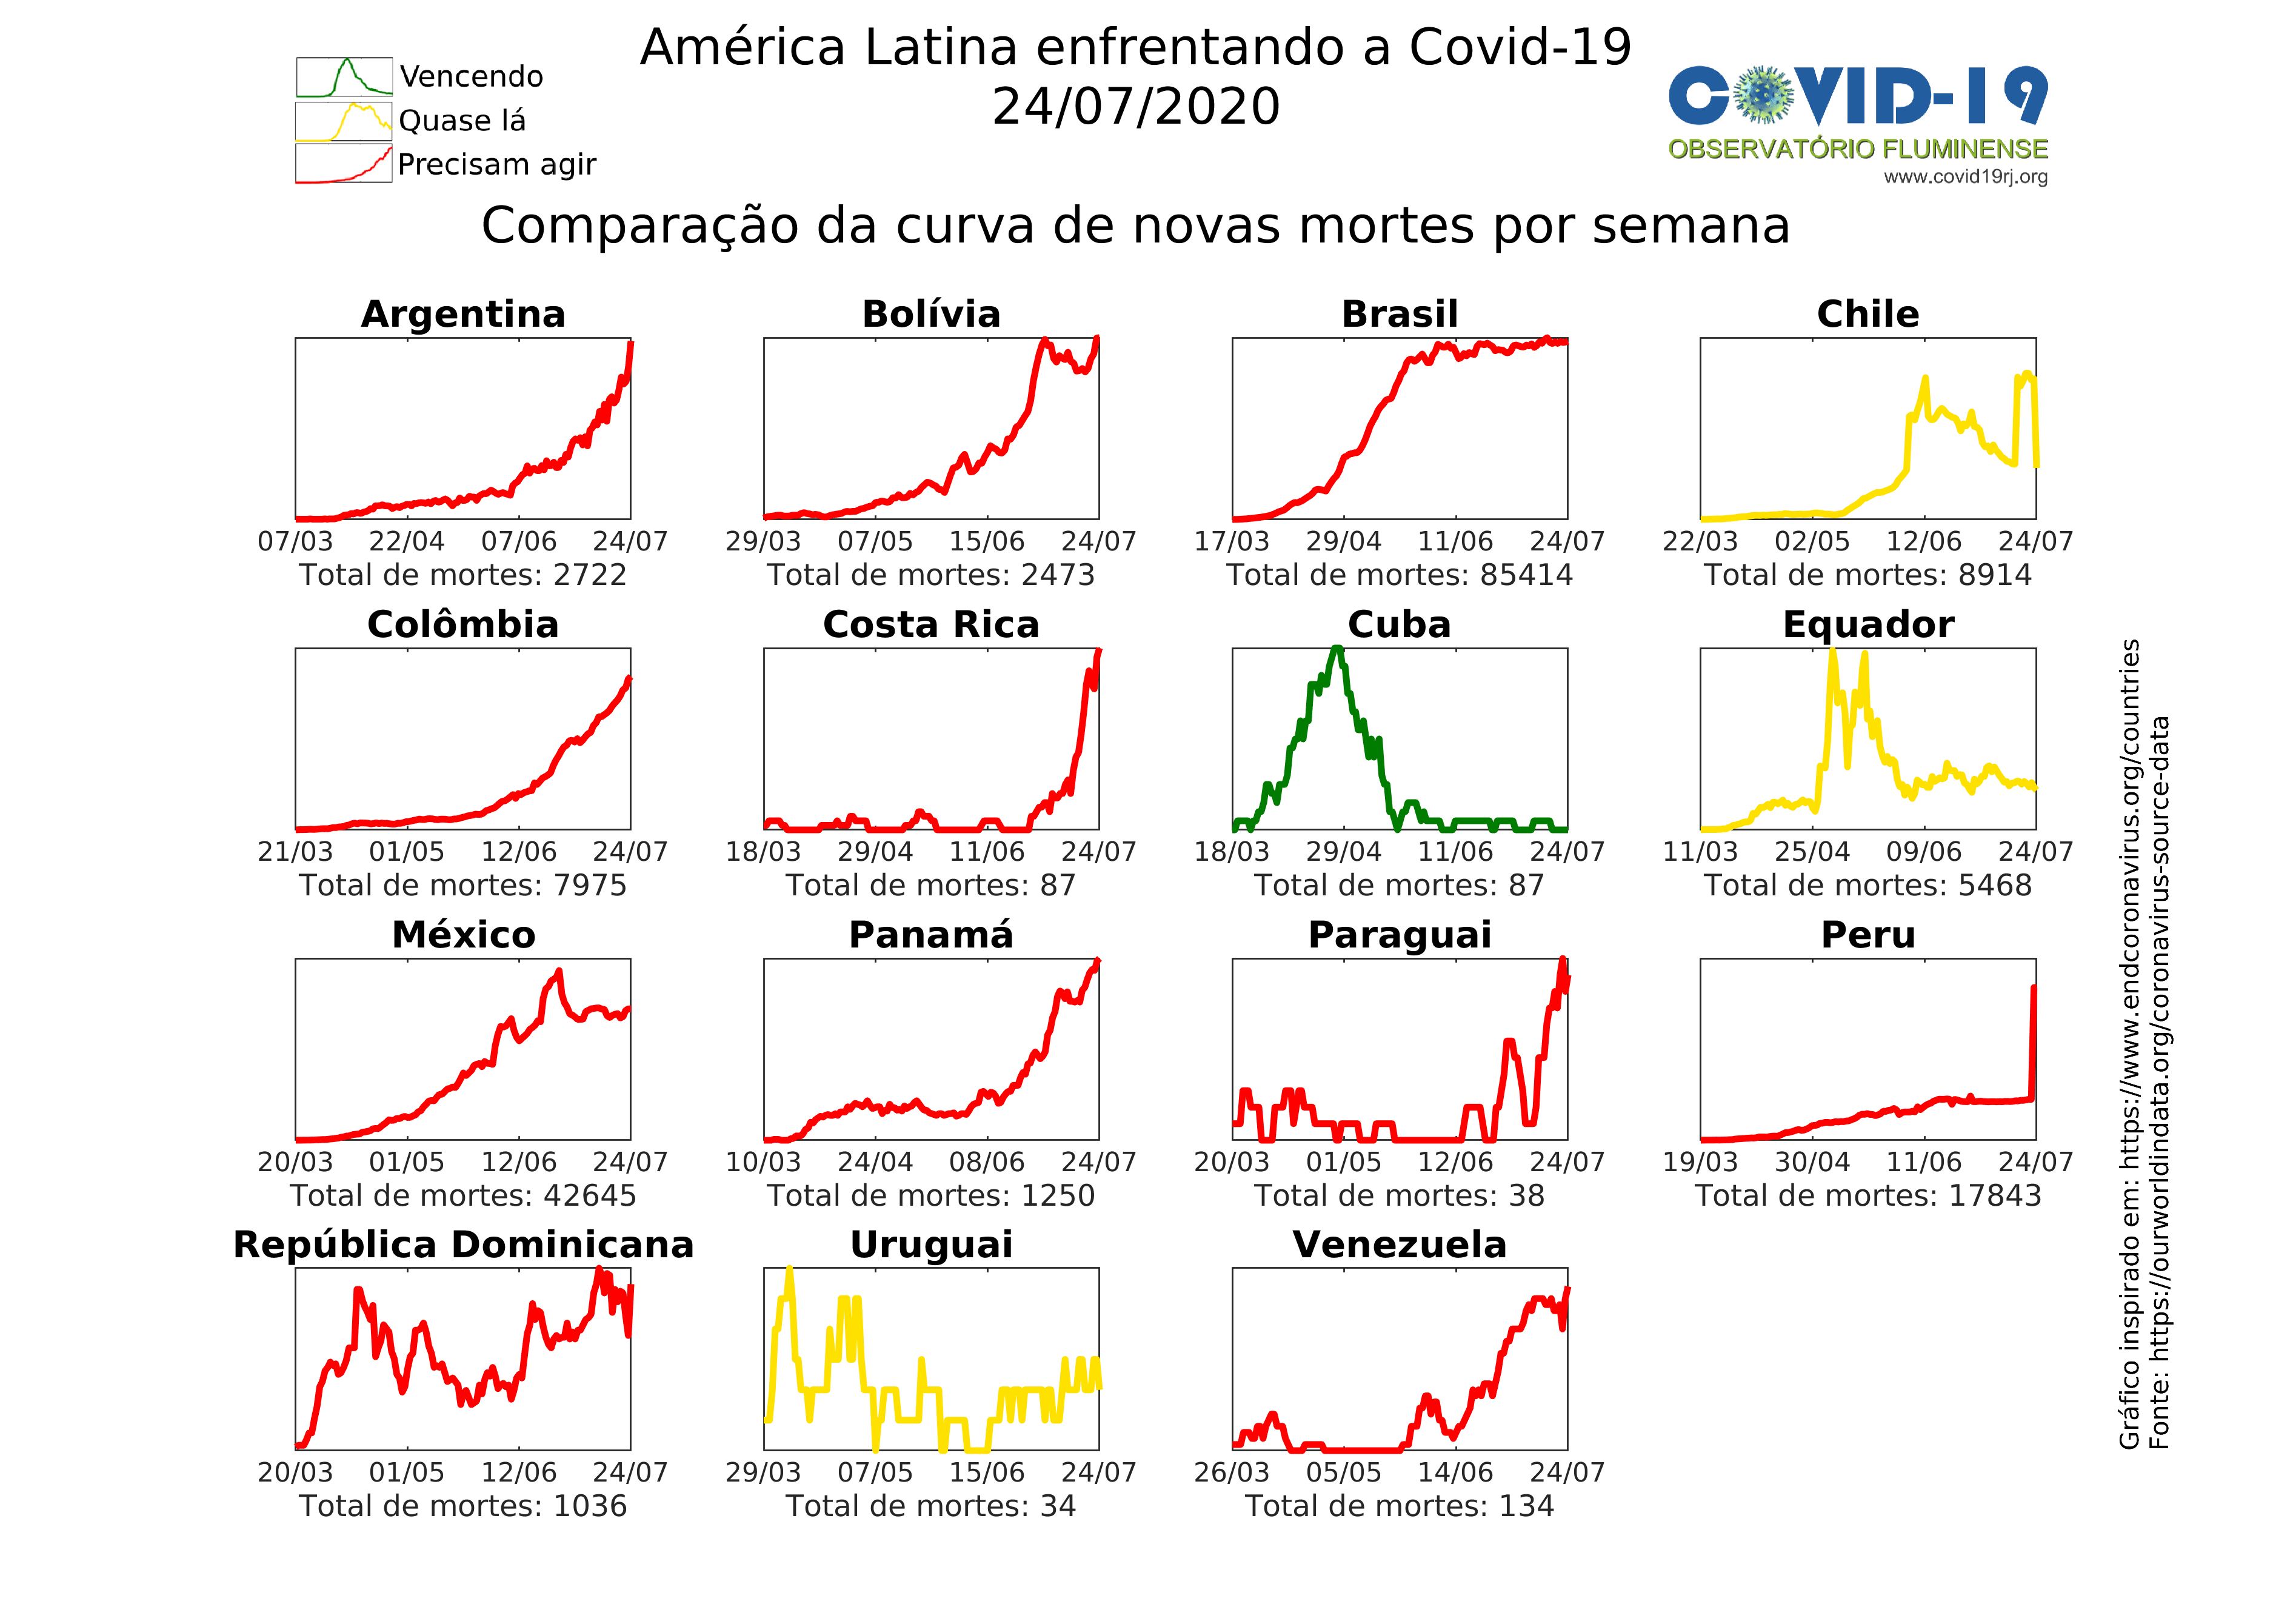 América Latina enfrentando a Covid-19
24/07/2020
Vencendo
Quase lá
Precisam agir
COVID-19
OBSERVATÓRIO FLUMINENSE
www.covid19rj.org
Comparação da curva de novas mortes por semana
Argentina
07/03 22/04 07/06 24/07
Total de mortes: 2722
Bolívia
29/03 07/05 15/06 24/07
Total de mortes: 2473
Brasil
17/03 29/04 11/06 24/07
Total de mortes: 85414
Chile
22/03 02/05 12/06 24/07
Total de mortes: 8914
Colômbia
21/03 01/05 12/06 24/07
Total de mortes: 7975
Costa Rica
18/03 29/04 11/06 24/07
Total de mortes: 87
Cuba
18/03 29/04 11/06 24/07
Total de mortes: 87
Equador
11/03 25/04 09/06 24/07
Total de mortes: 5468
México
20/03 01/05 12/06 24/07
Total de mortes: 42645
Panamá
10/03 24/04 08/06 24/07
Total de mortes: 1250
Paraguai
20/03 01/05 12/06 24/07
Total de mortes: 38
Peru
19/03 30/04 11/06 24/07
Total de mortes: 17843
República Dominicana
20/03 01/05 12/06 24/07
Total de mortes: 1036
Uruguai
29/03 07/05 15/06 24/07
Total de mortes: 34
Venezuela
26/03 05/05 14/06 24/07
Total de mortes: 134
Gráfico inspirado em: https://www.endcoronavirus.org/countries
Fonte: https://ourworldindata.org/coronavirus-source-data